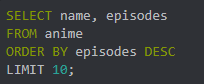 SELECT name, episodes
FROM anime
ORDER BY episodes DESC
LIMIT 10;